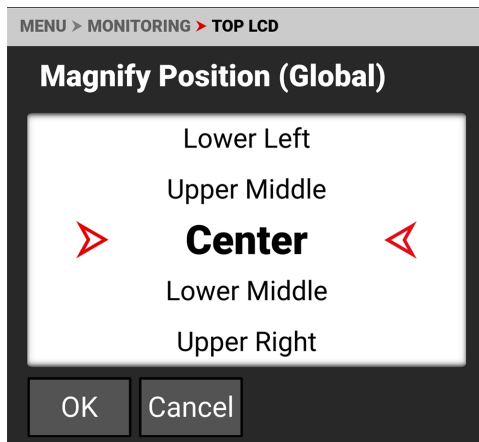 MENU > MONITORING > TOP LCD
Magnify Position (Global)
Lower Left
Upper Middle
Center
Lower Middle
Upper Right
OK Cancel